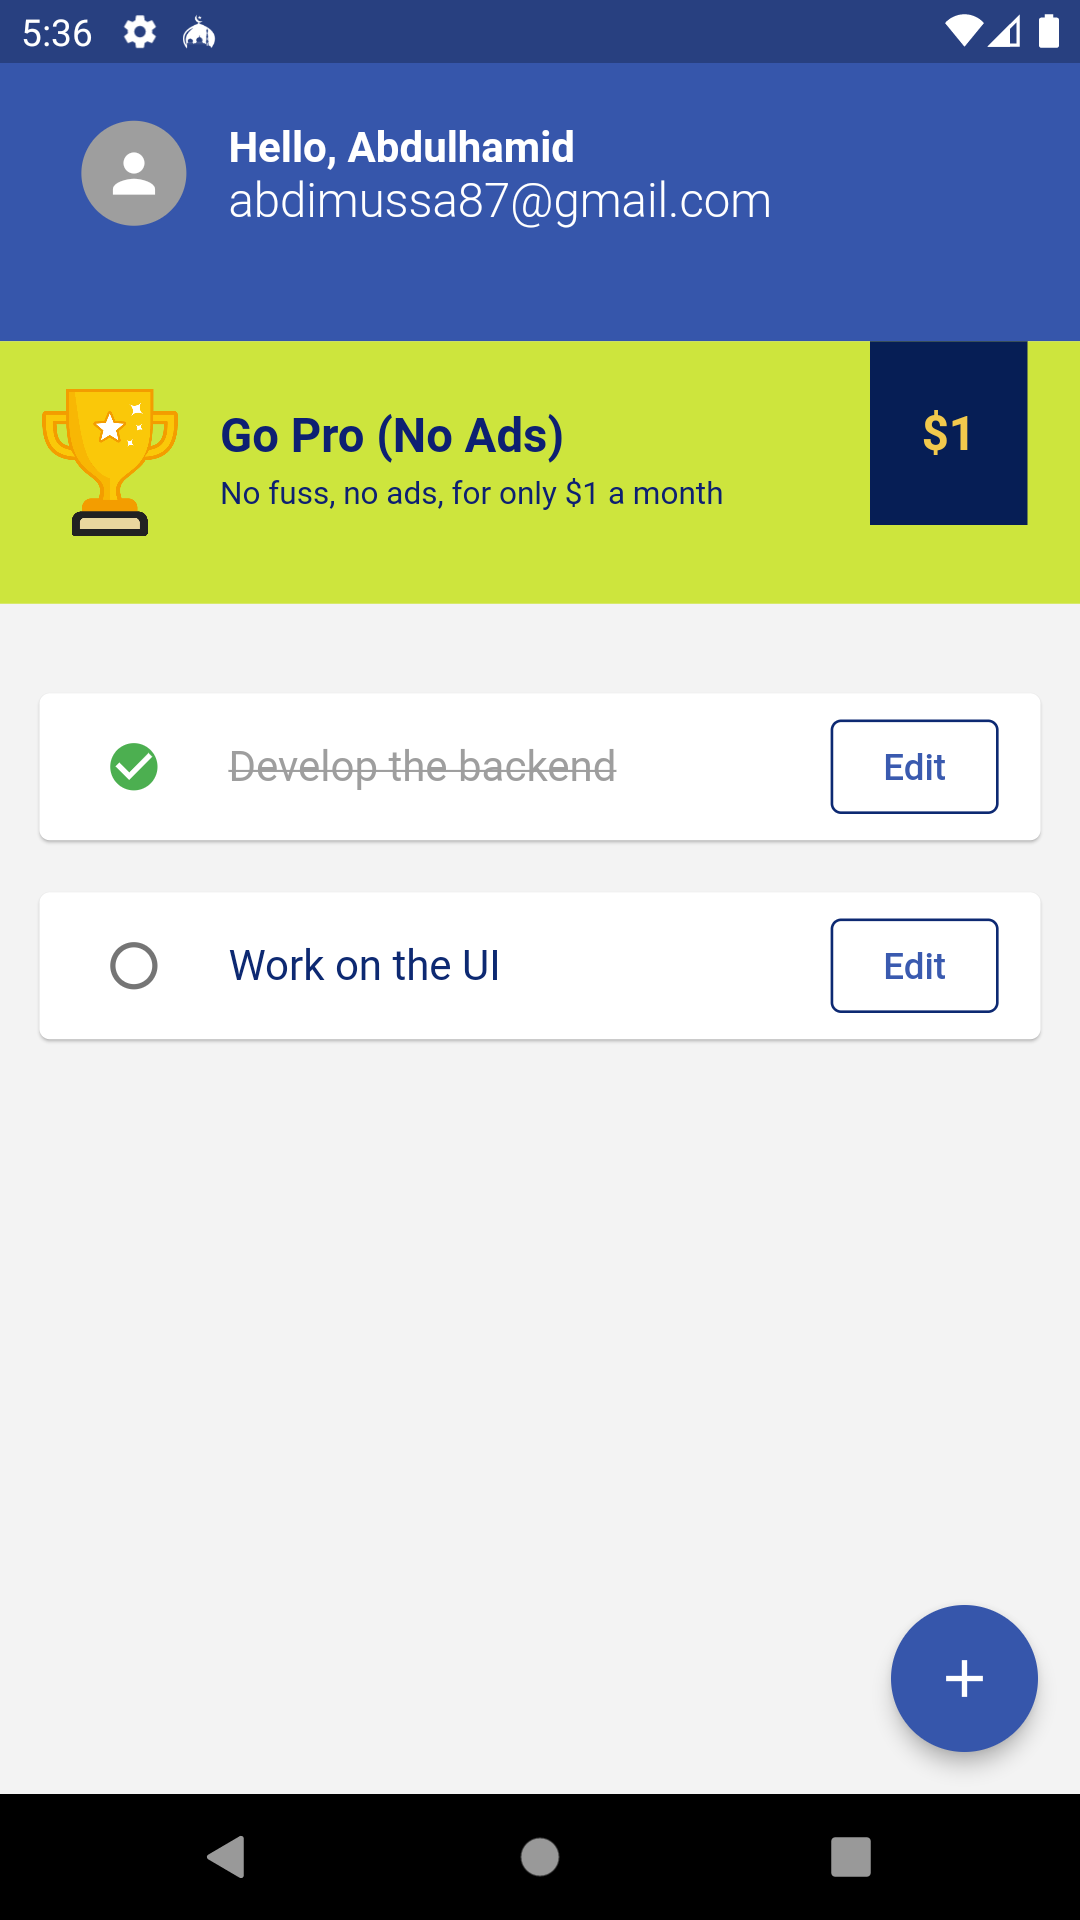 5:36
Hello, Abdulhamid
abdimussa87@gmail.com
Go Pro (No Ads)
No fuss, no ads, for only $1 a month
$1
Develop the backend
Edit
Work on the UI
Edit
+